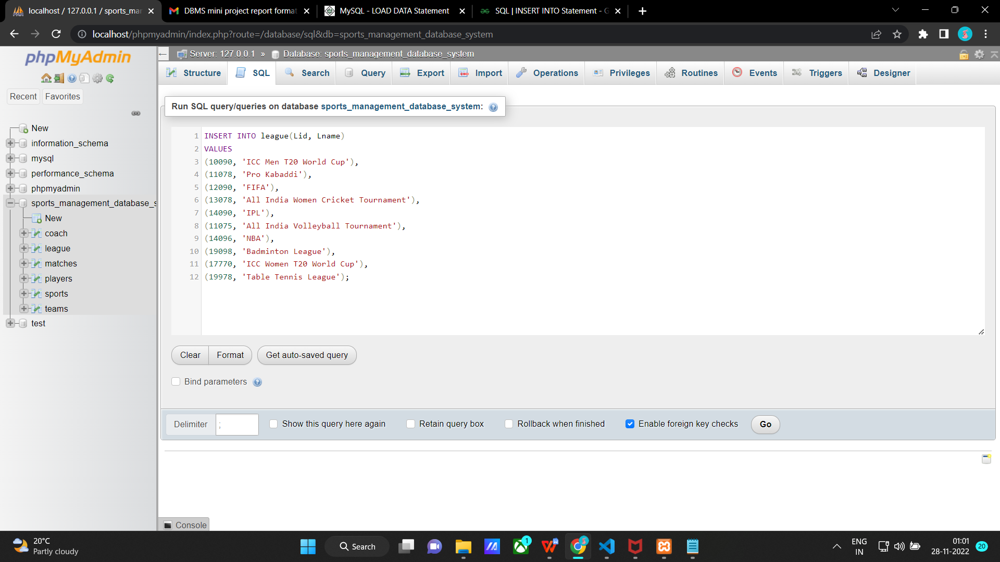 localhost / 127.0.0.1 / sports_mar
DBMS mini project report format
MySQL - LOAD DATA Statement
SQL | INSERT INTO Statement - G
localhost/phpmyadmin/index.php?route=/database/sql&db=sports_management_database_system
phpMyAdmin
Recent Favorites
New
information_schema
mysql
performance_schema
phpmyadmin
sports_management_database_s
New
coach
league
matches
players
sports
teams
test
Server: 127.0.0.1 » Database: sports_management_database_system
Structure SQL Search Query Export Import Operations Privileges Routines Events Triggers Designer
Run SQL query/queries on database sports_management_database_system:
1 INSERT INTO league(Lid, Lname)
2 VALUES
3 (10090, 'ICC Men T20 World Cup'),
4 (11078, 'Pro Kabaddi'),
5 (12090, 'FIFA'),
6 (13078, 'All India Women Cricket Tournament'),
7 (14090, 'IPL'),
8 (11075, 'All India Volleyball Tournament'),
9 (14096, 'NBA'),
10 (19098, 'Badminton League'),
11 (17770, 'ICC Women T20 World Cup'),
12 (19978, 'Table Tennis League');
Clear Format Get auto-saved query
Bind parameters
Delimiter ; Show this query here again Retain query box Rollback when finished Enable foreign key checks Go
Console
20°C
Partly cloudy
Search
1
ENG
IN
01:01
28-11-2022
20